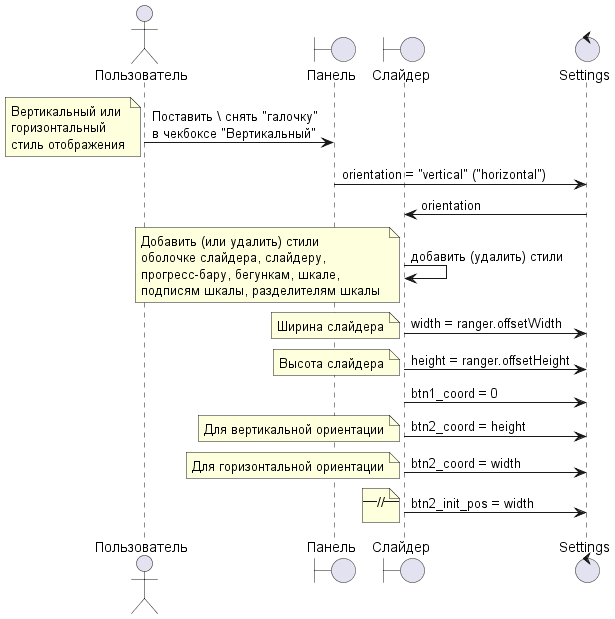 Пользователь
Панель
Слайдер
Settings
Вертикальный или
горизонтальный
стиль отображения
Поставить \ снять "галочку"
в чекбоксе "Вертикальный"
orientation = "vertical" ("horizontal")
orientation
Добавить (или удалить) стили
оболочке слайдера, слайдеру,
прогресс-бару, бегункам, шкале,
подписям шкалы, разделителям шкалы
добавить (удалить) стили
Ширина слайдера
width = ranger.offsetWidth
Высота слайдера
height = ranger.offsetHeight
btn1_coord = 0
Для вертикальной ориентации
btn2_coord = height
Для горизонтальной ориентации
btn2_coord = width
—//—
btn2_init_pos = width
Пользователь
Панель
Слайдер
Settings